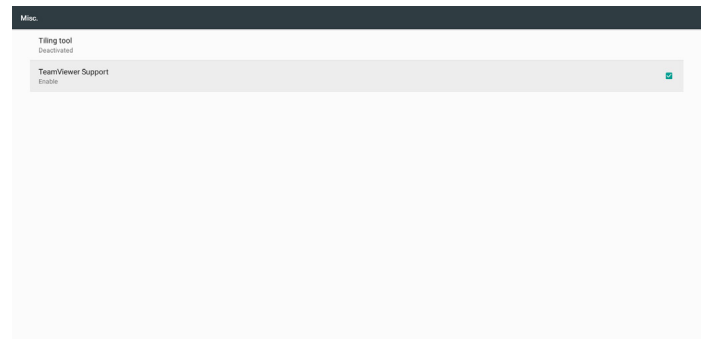 Misc.
Tiling tool
Deactivated
TeamViewer Support
Enable